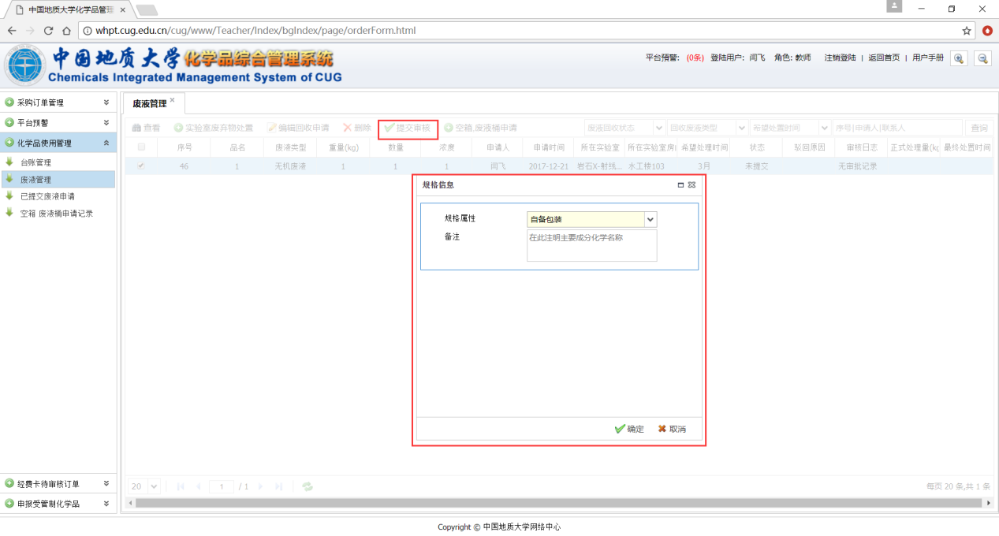 中国地质大学化学品管理
whpt.cug.edu.cn/cug/www/Teacher/Index/bgIndex/page/orderForm.html
中国地质大学化学品综合管理系统
Chemicals Integrated Management System of CUG
平台预警: (0条) 登陆用户: 闫飞 角色: 教师 注销登陆 | 返回首页 | 用户手册
采购订单管理
平台预警
化学品使用管理
台账管理
废液管理
已提交废液申请
空箱 废液桶申请记录
经费卡待审核订单
申报受管制化学品
废液管理
查看 实验室废弃物处置 编辑回收申请 删除 提交审核 空箱,废液桶申请 废液回收状态 回收废液类型 希望处置时间 序号|申请人|联系人 查询
序号 品名 废液类型 重量(kg) 数量 浓度 申请人 申请时间 所在实验室 所在实验室房( 希望处理时间 状态 驳回原因 审核日志 正式处理量(kg 最终处置时间
46 1 无机废液 1 1 1 闫飞 2017-12-21 岩石X-射线... 水工楼103 3月 未提交 无审批记录
规格信息
规格属性 自备包装
备注 在此注明主要成分化学名称
确定 取消
20 1 / 1 每页 20 条,共 1 条
Copyright © 中国地质大学网络中心